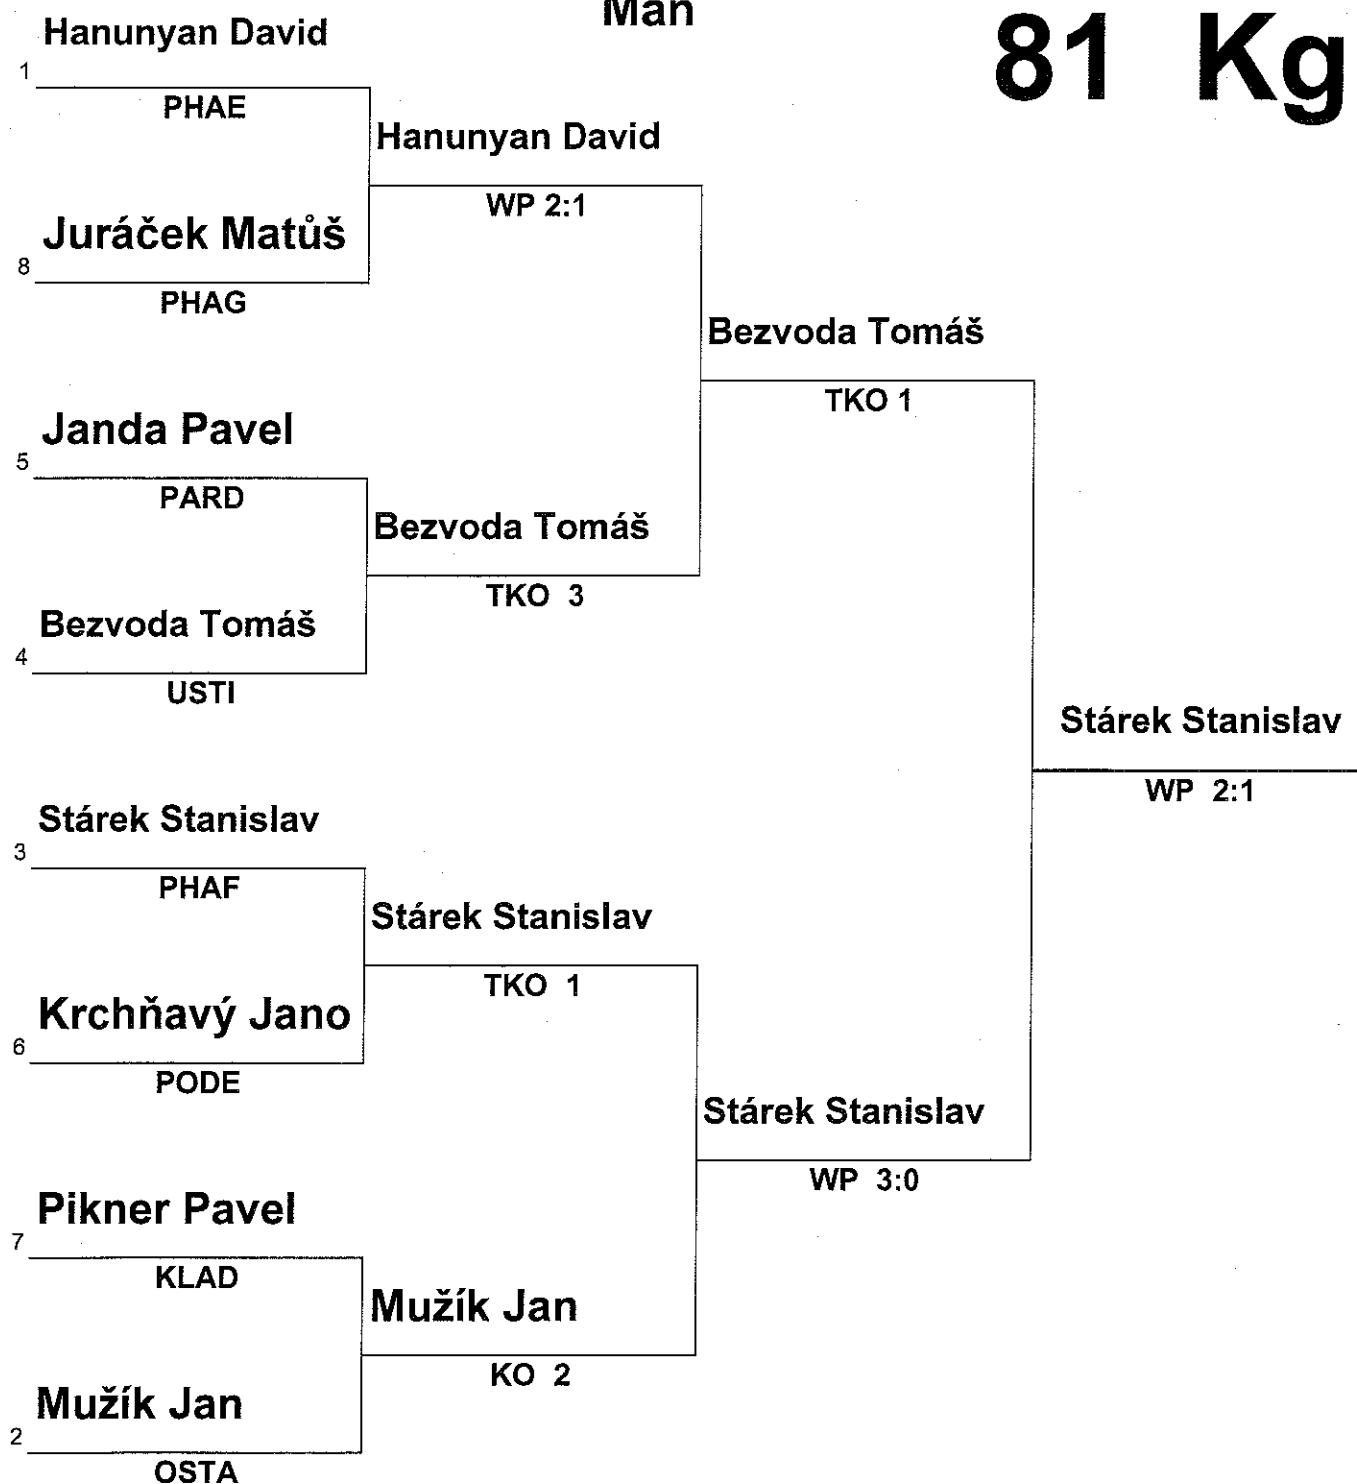 Man
81 Kg
Hanunyan David
1
PHAE
Hanunyan David
WP 2:1
Juráček Matůš
8
PHAG
Bezvoda Tomáš
TKO 1
Janda Pavel
5
PARD
Bezvoda Tomáš
TKO 3
Bezvoda Tomáš
4
USTI
Stárek Stanislav
WP 2:1
Stárek Stanislav
3
PHAF
Stárek Stanislav
TKO 1
Krchňavý Jano
6
PODE
Stárek Stanislav
WP 3:0
Pikner Pavel
7
KLAD
Mužík Jan
KO 2
Mužík Jan
2
OSTA